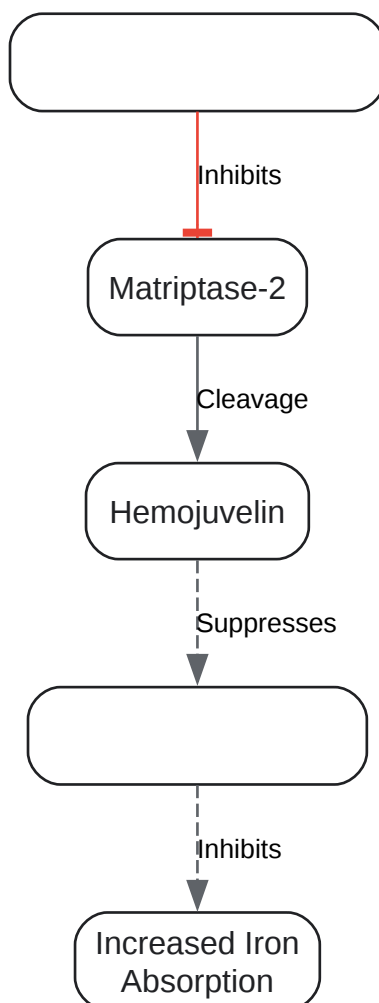 Inhibits
Matriptase-2
Cleavage
Hemojuvelin
Suppresses
Inhibits
Increased Iron
Absorption